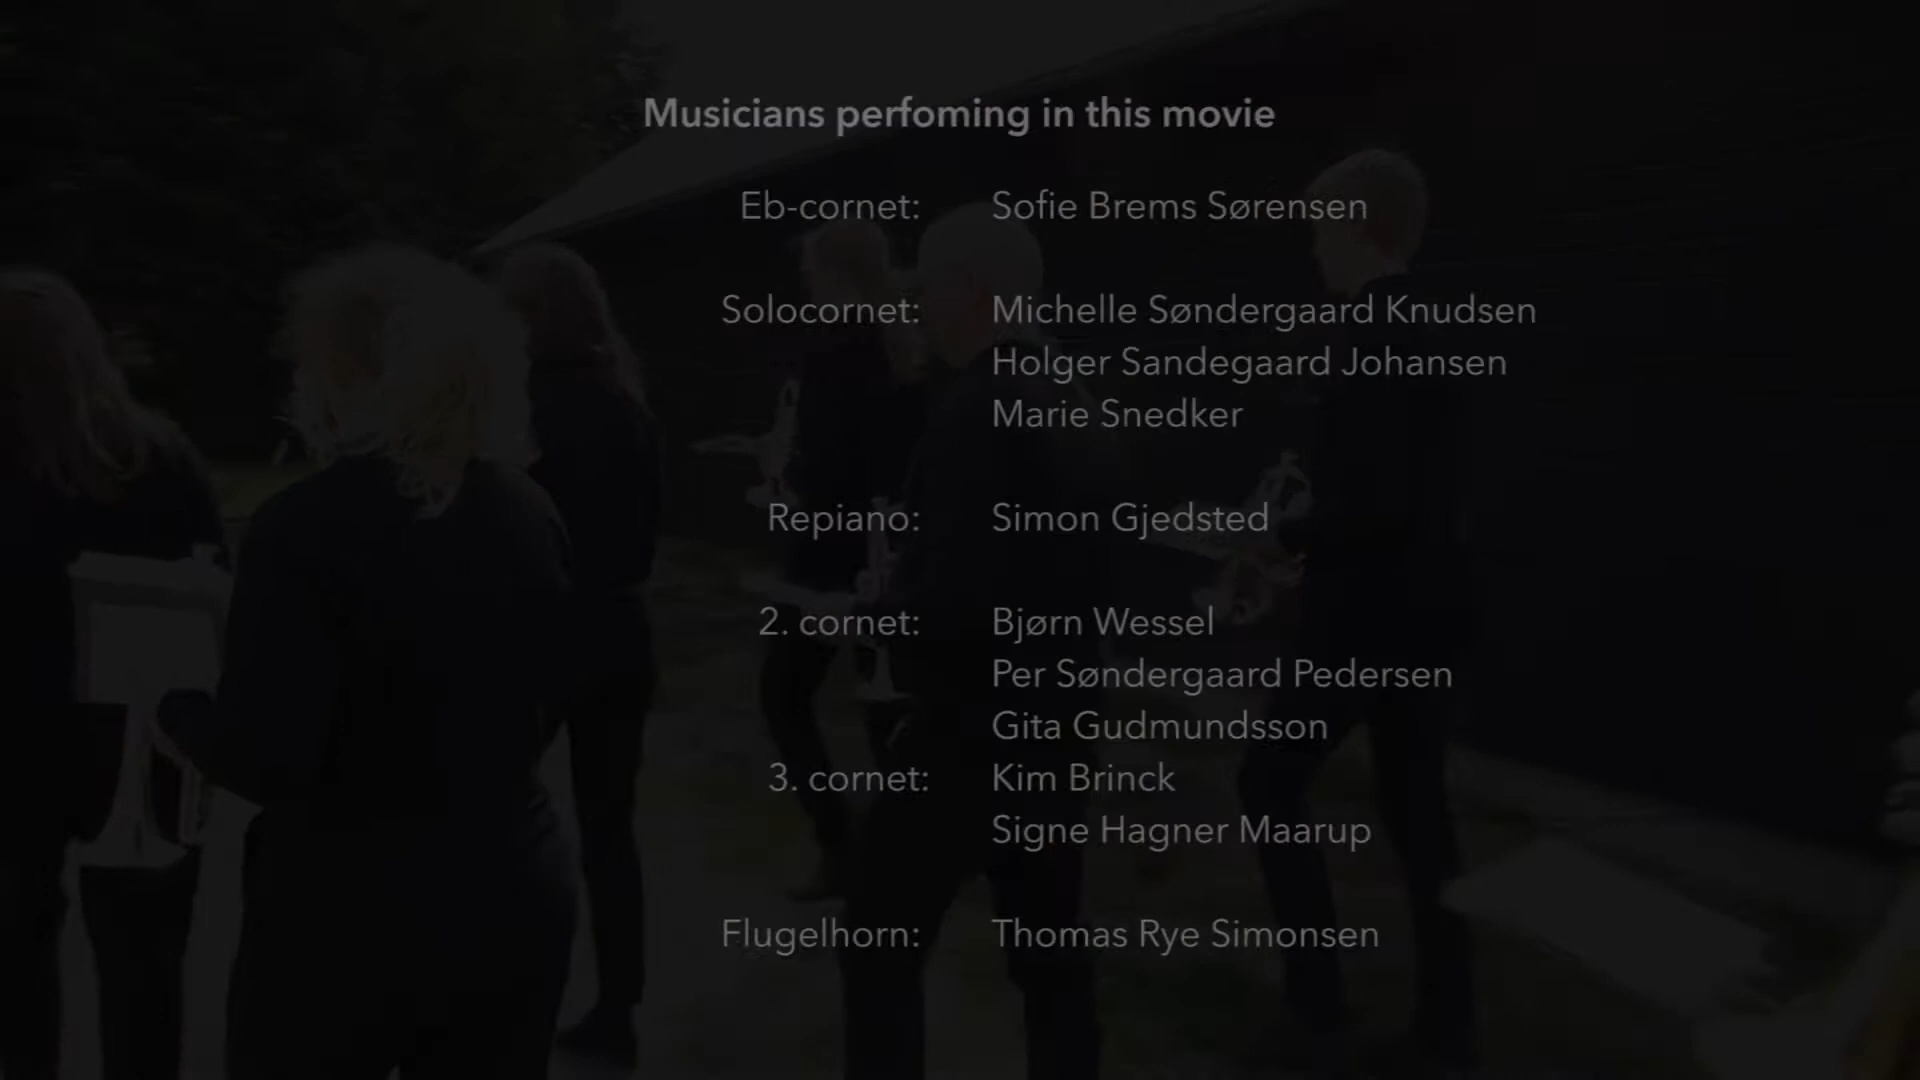 Musicians perfoming in this movie
Eb-cornet: Sofie Brems Sørensen
Solocornet: Michelle Søndergaard Knudsen
Holger Sandegaard Johansen
Marie Snedker
Repiano: Simon Gjedsted
2. cornet: Bjørn Wessel
Per Søndergaard Pedersen
Gita Gudmundsson
3. cornet: Kim Brinck
Signe Hagner Maarup
Flugelhorn: Thomas Rye Simonsen